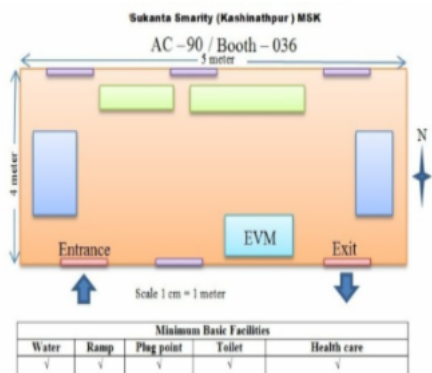 Sukanta Smarity (Kashinathpur ) MSK
AC – 90 / Booth – 036
5 meter
4 meter
N
EVM
Entrance
Exit
Scale 1 cm = 1 meter
Minimum Basic Facilities
Water Ramp Plug point Toilet Health care
√ √ √ √ √